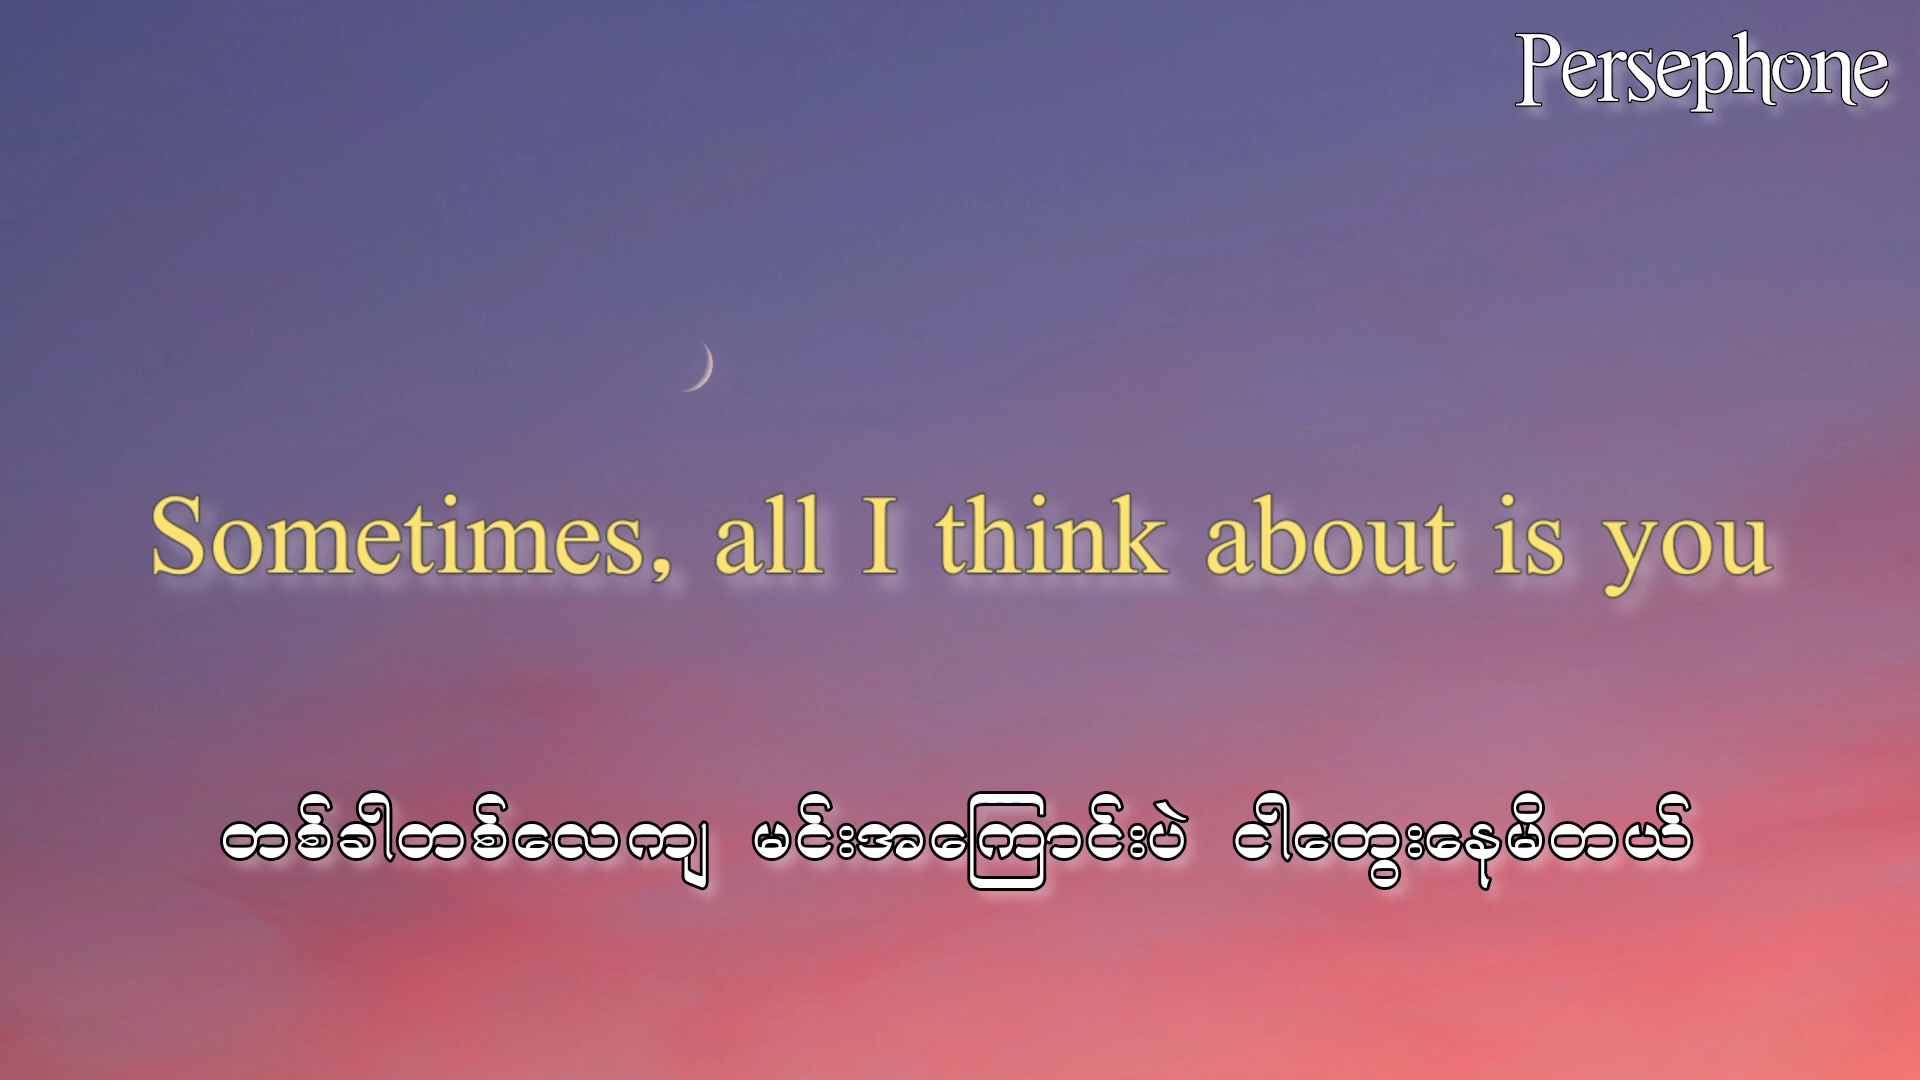 Persephone
Sometimes, all I think about is you
တစ်ခါတစ်လေကျ မင်းအကြောင်းပဲ ငါတွေးနေမိတယ်